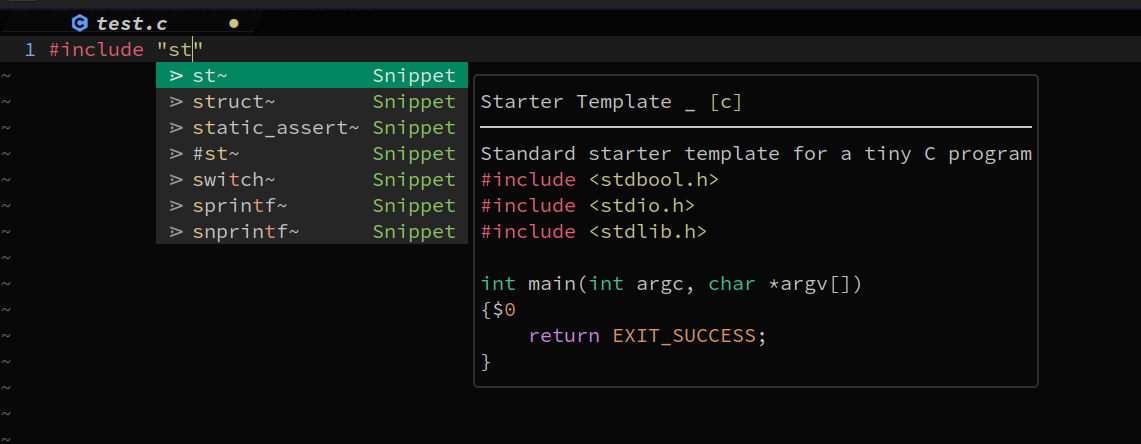 C test.c ●
1 #include "st"
~ st~ Snippet
~ struct~ Snippet
~ static_assert~ Snippet
~ #st~ Snippet
~ switch~ Snippet
~ sprintf~ Snippet
~ snprintf~ Snippet
~
~
~
~
~
~
~
~
Starter Template _ [c]
Standard starter template for a tiny C program
#include <stdbool.h>
#include <stdio.h>
#include <stdlib.h>
int main(int argc, char *argv[])
{$0
    return EXIT_SUCCESS;
}